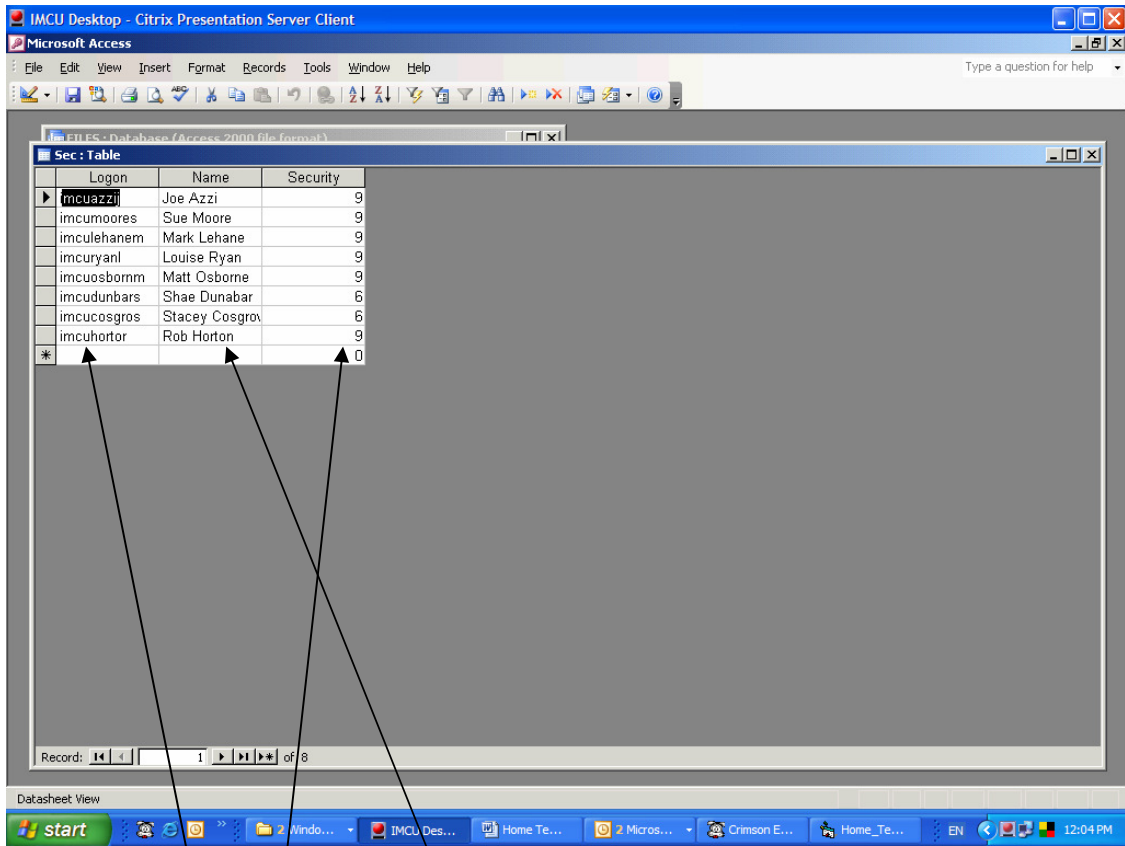 IMCU Desktop - Citrix Presentation Server Client
Microsoft Access
File Edit View Insert Format Records Tools Window Help Type a question for help
FILES : Database (Access 2000 file format)
Sec : Table
Logon Name Security
imcuazzij Joe Azzi 9
imcumoores Sue Moore 9
imculehanem Mark Lehane 9
imcuryanl Louise Ryan 9
imcuosbornm Matt Osborne 9
imcudunbars Shae Dunabar 6
imcucosgros Stacey Cosgrov 6
imcuhortor Rob Horton 9
* 0
Record: 1 of 8
Datasheet View
start 2 Windo... IMCU Des... Home Te... 2 Micros... Crimson E... Home_Te... EN 12:04 PM